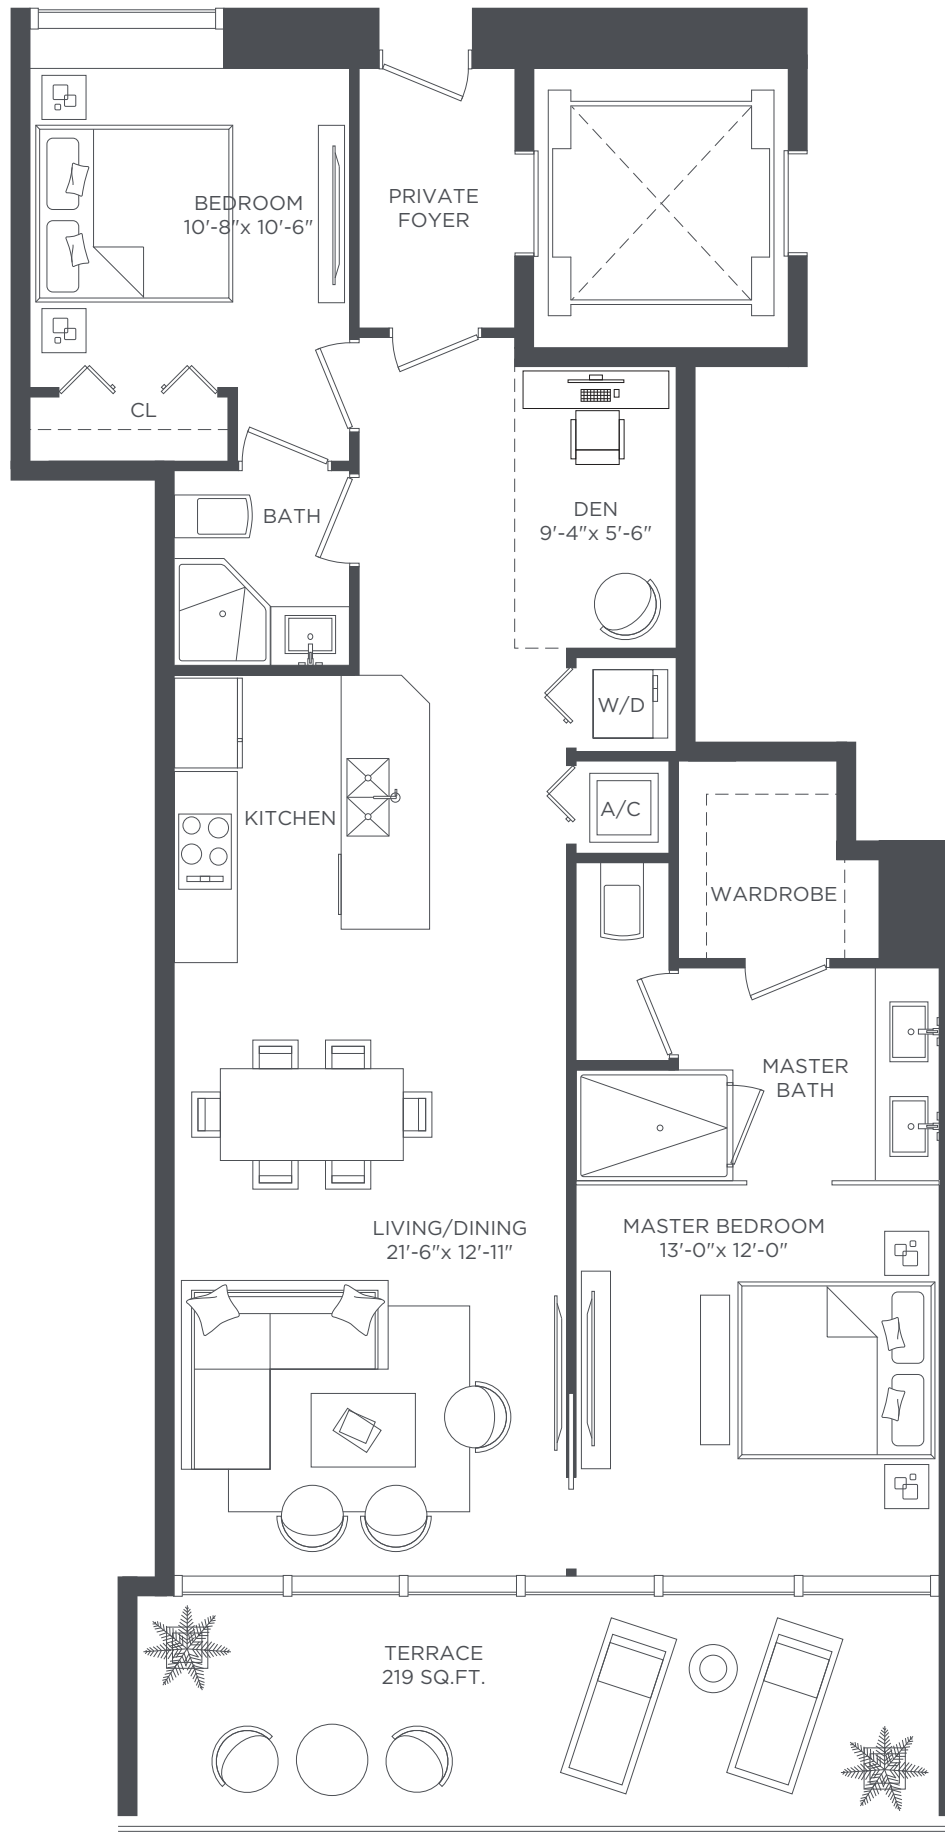 BEDROOM
10'-8"x 10'-6"
PRIVATE
FOYER
CL
BATH
DEN
9'-4"x 5'-6"
W/D
A/C
KITCHEN
WARDROBE
MASTER
BATH
LIVING/DINING
21'-6"x 12'-11"
MASTER BEDROOM
13'-0"x 12'-0"
TERRACE
219 SQ.FT.